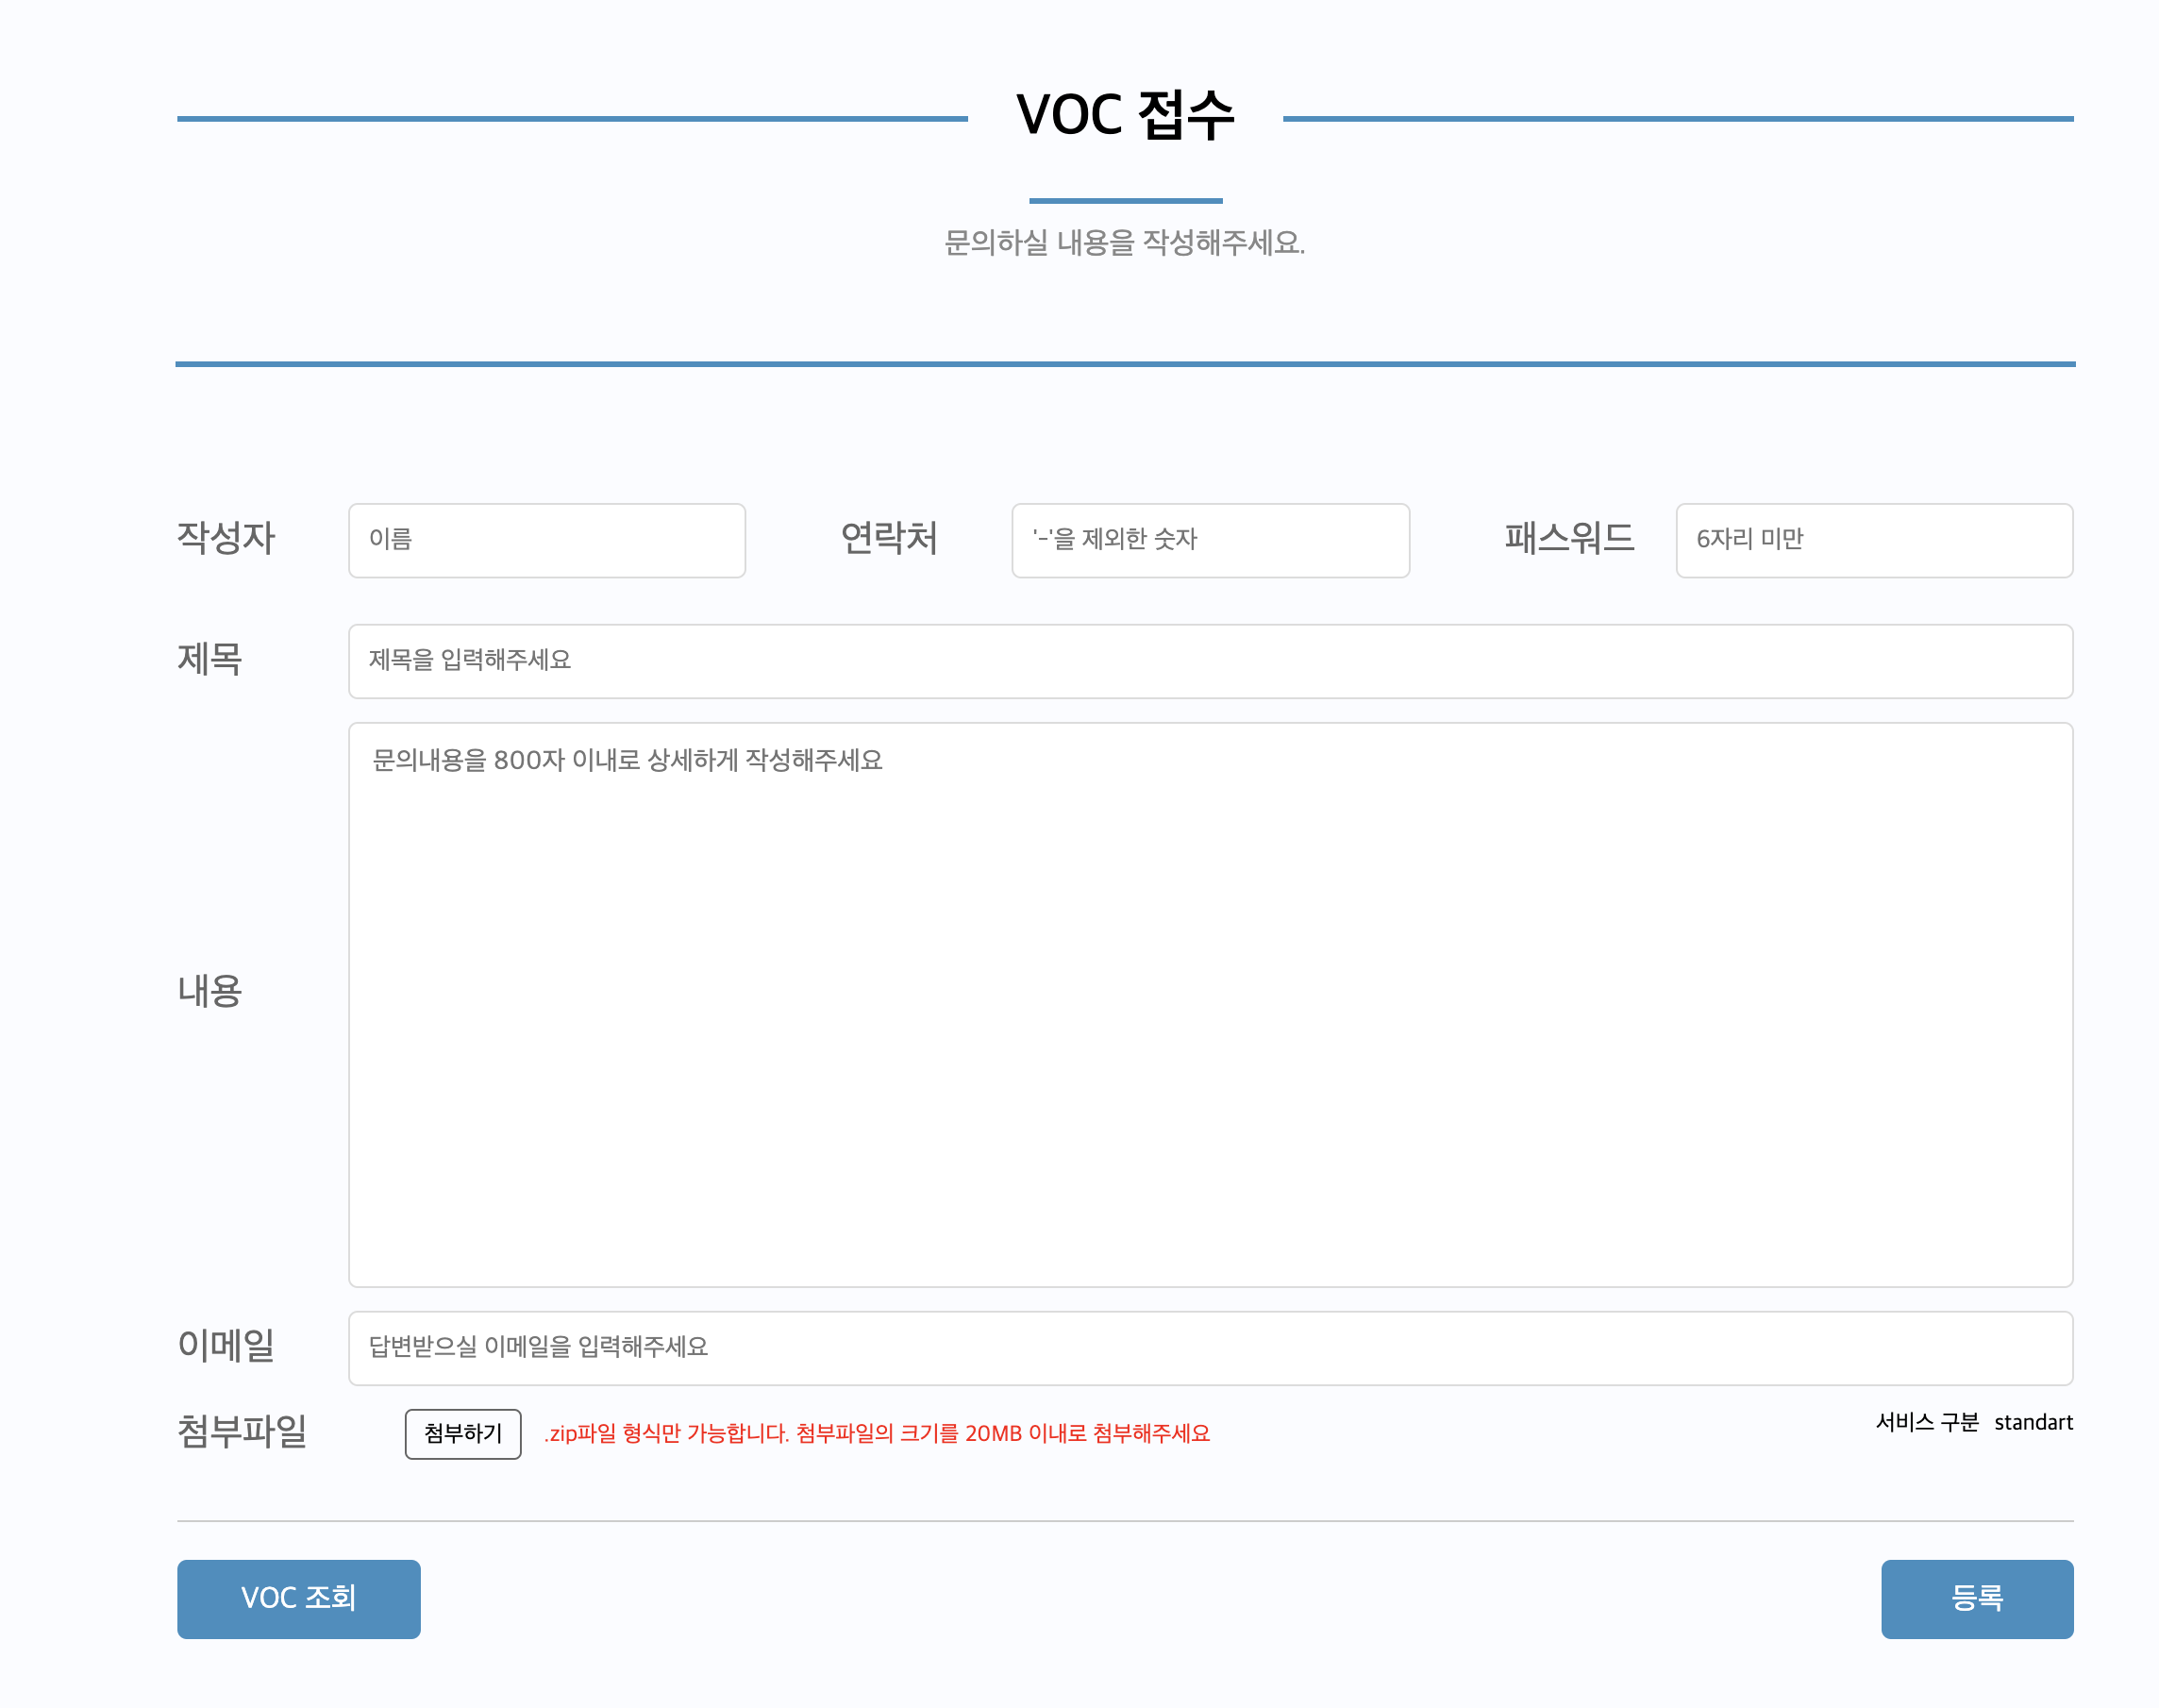 VOC 접수
문의하실 내용을 작성해주세요.
작성자 이름 연락처 '-'을 제외한 숫자 패스워드 6자리 미만
제목 제목을 입력해주세요
문의내용을 800자 이내로 상세하게 작성해주세요
내용
이메일 답변받으실 이메일을 입력해주세요
첨부파일 첨부하기 .zip파일 형식만 가능합니다. 첨부파일의 크기를 20MB 이내로 첨부해주세요 서비스 구분 standart
VOC 조회 등록